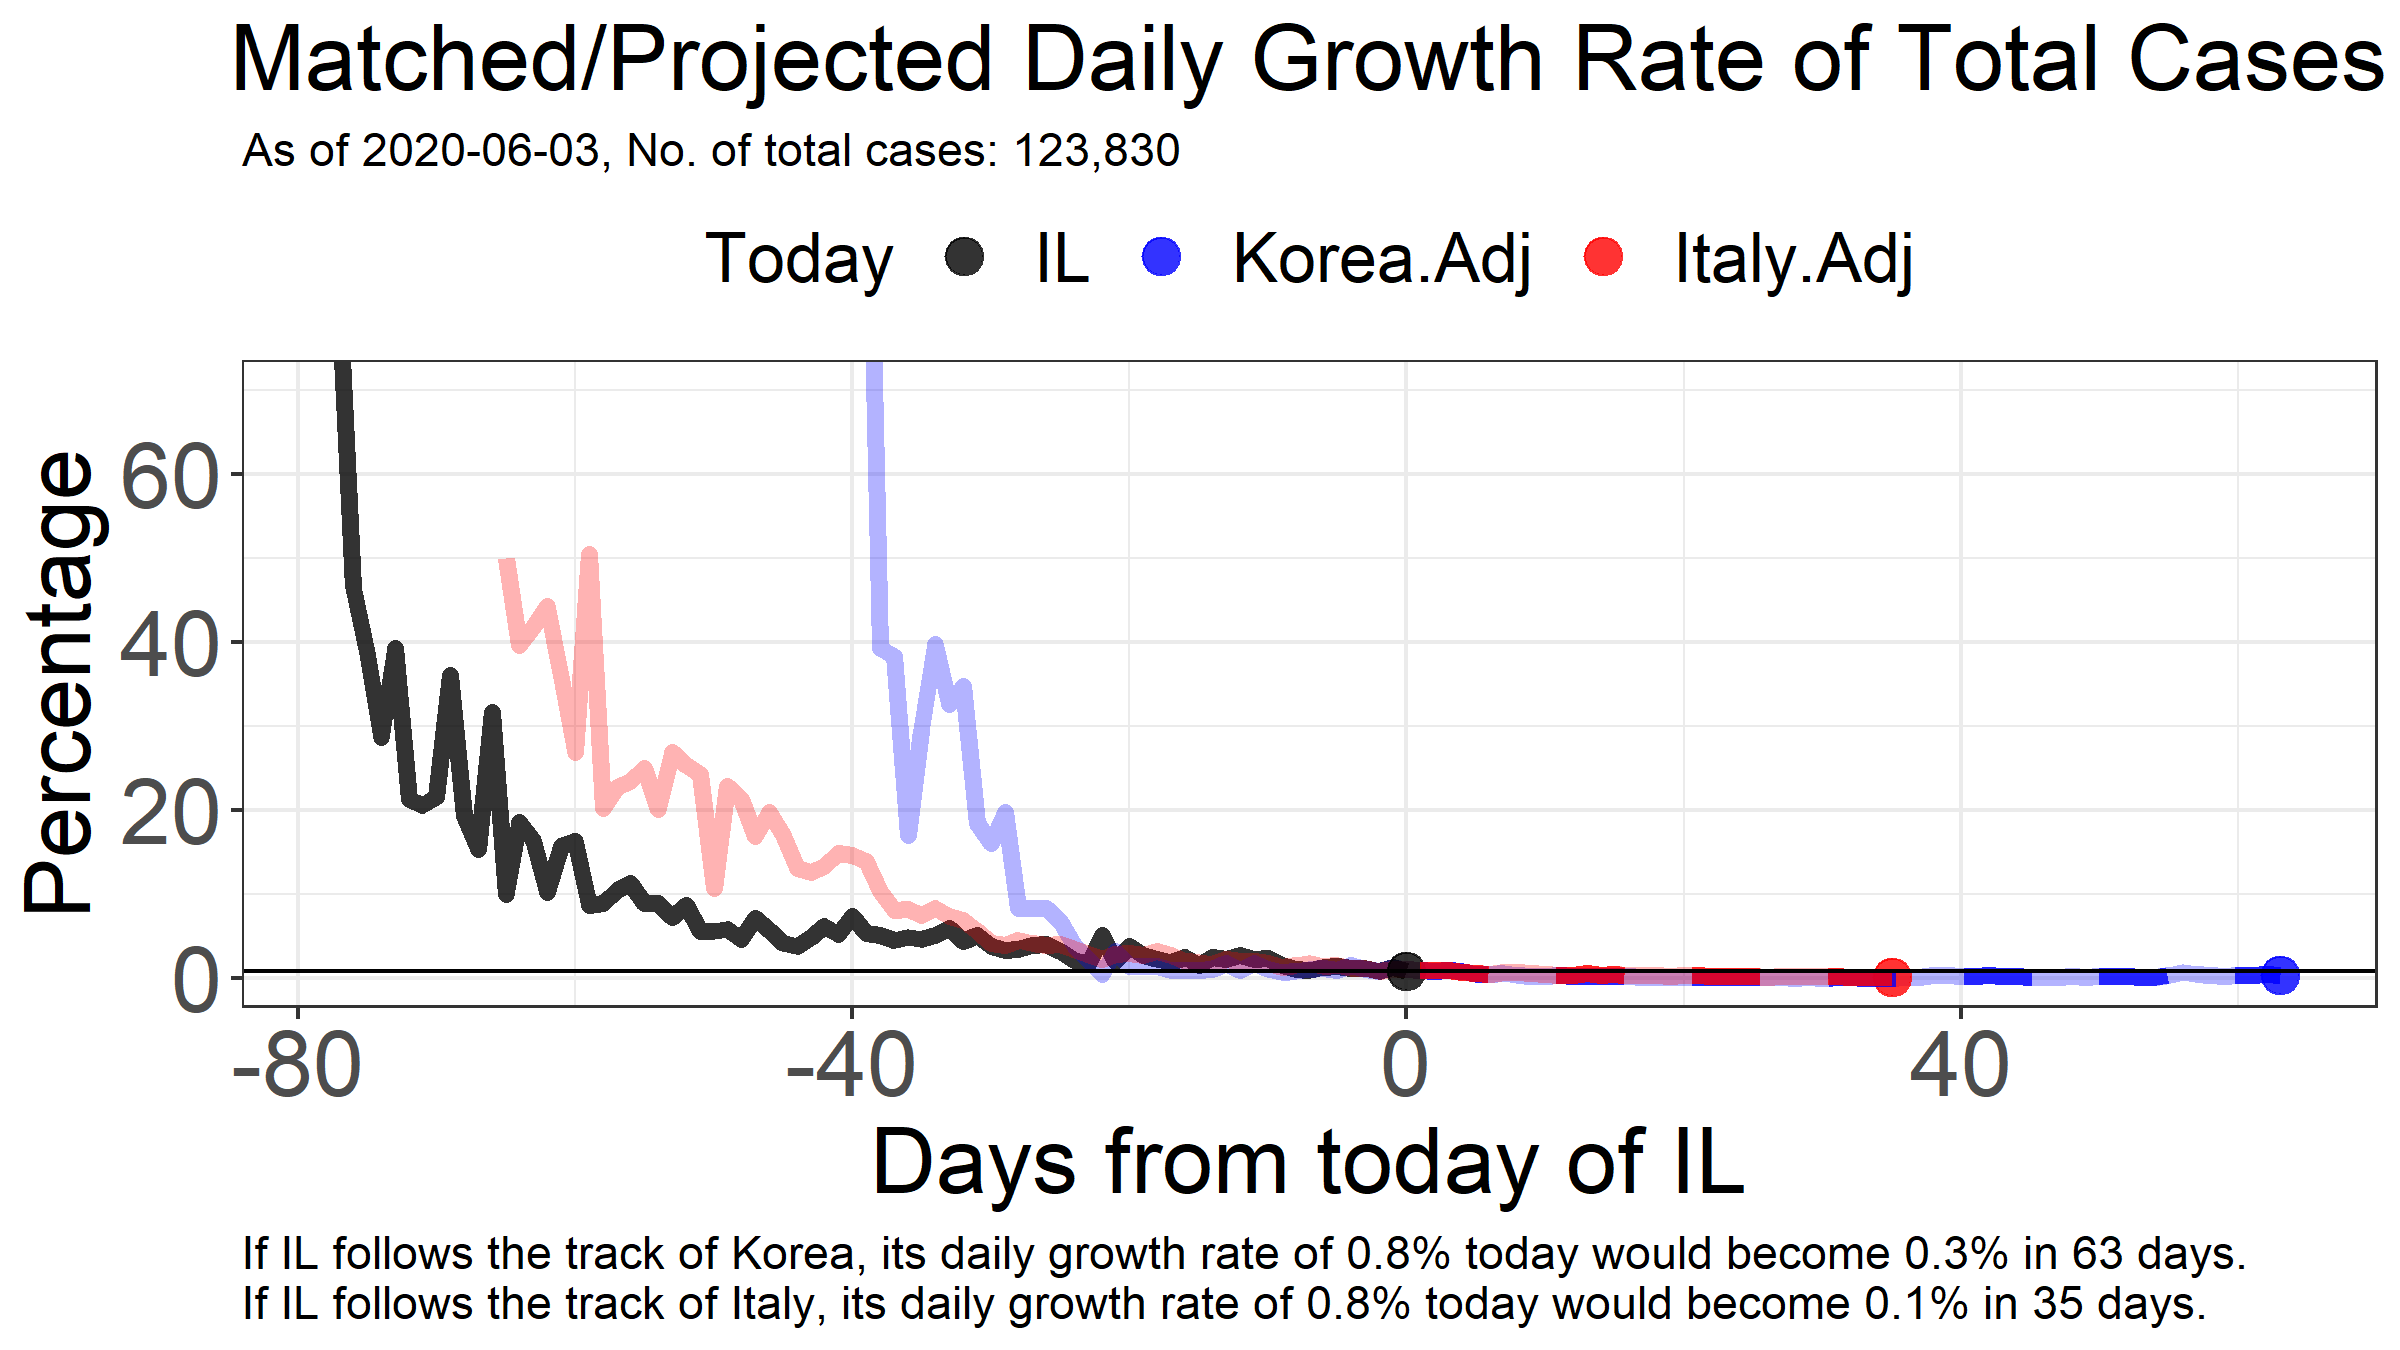 Matched/Projected Daily Growth Rate of Total Cases
As of 2020-06-03, No. of total cases: 123,830
Today IL Korea.Adj Italy.Adj
Percentage
60
40
20
0
-80 -40 0 40
Days from today of IL
If IL follows the track of Korea, its daily growth rate of 0.8% today would become 0.3% in 63 days.
If IL follows the track of Italy, its daily growth rate of 0.8% today would become 0.1% in 35 days.